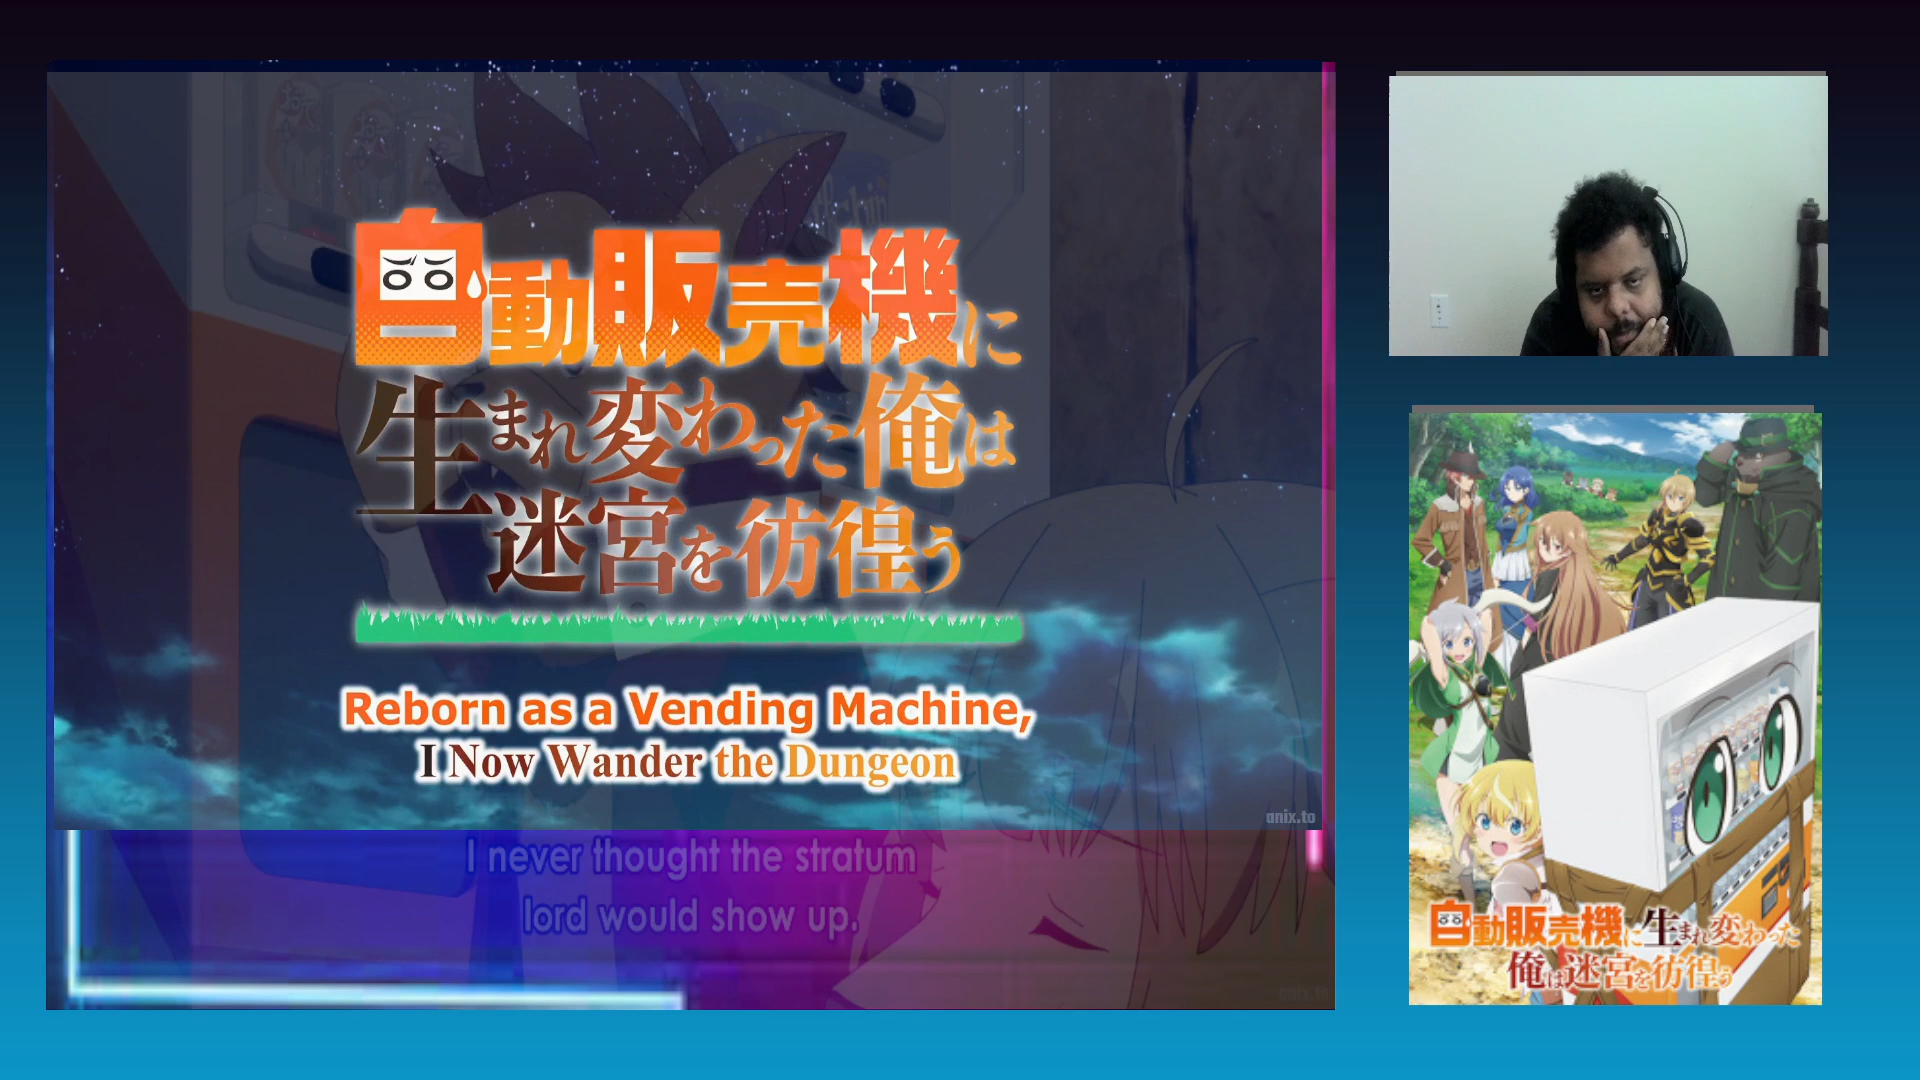 自動販売機に
生まれ変わった俺は
迷宮を彷徨う
Reborn as a Vending Machine,
I Now Wander the Dungeon
anix.to
I never thought the stratum
lord would show up.
anix.to
自動販売機に生まれ変わった
俺は迷宮を彷徨う